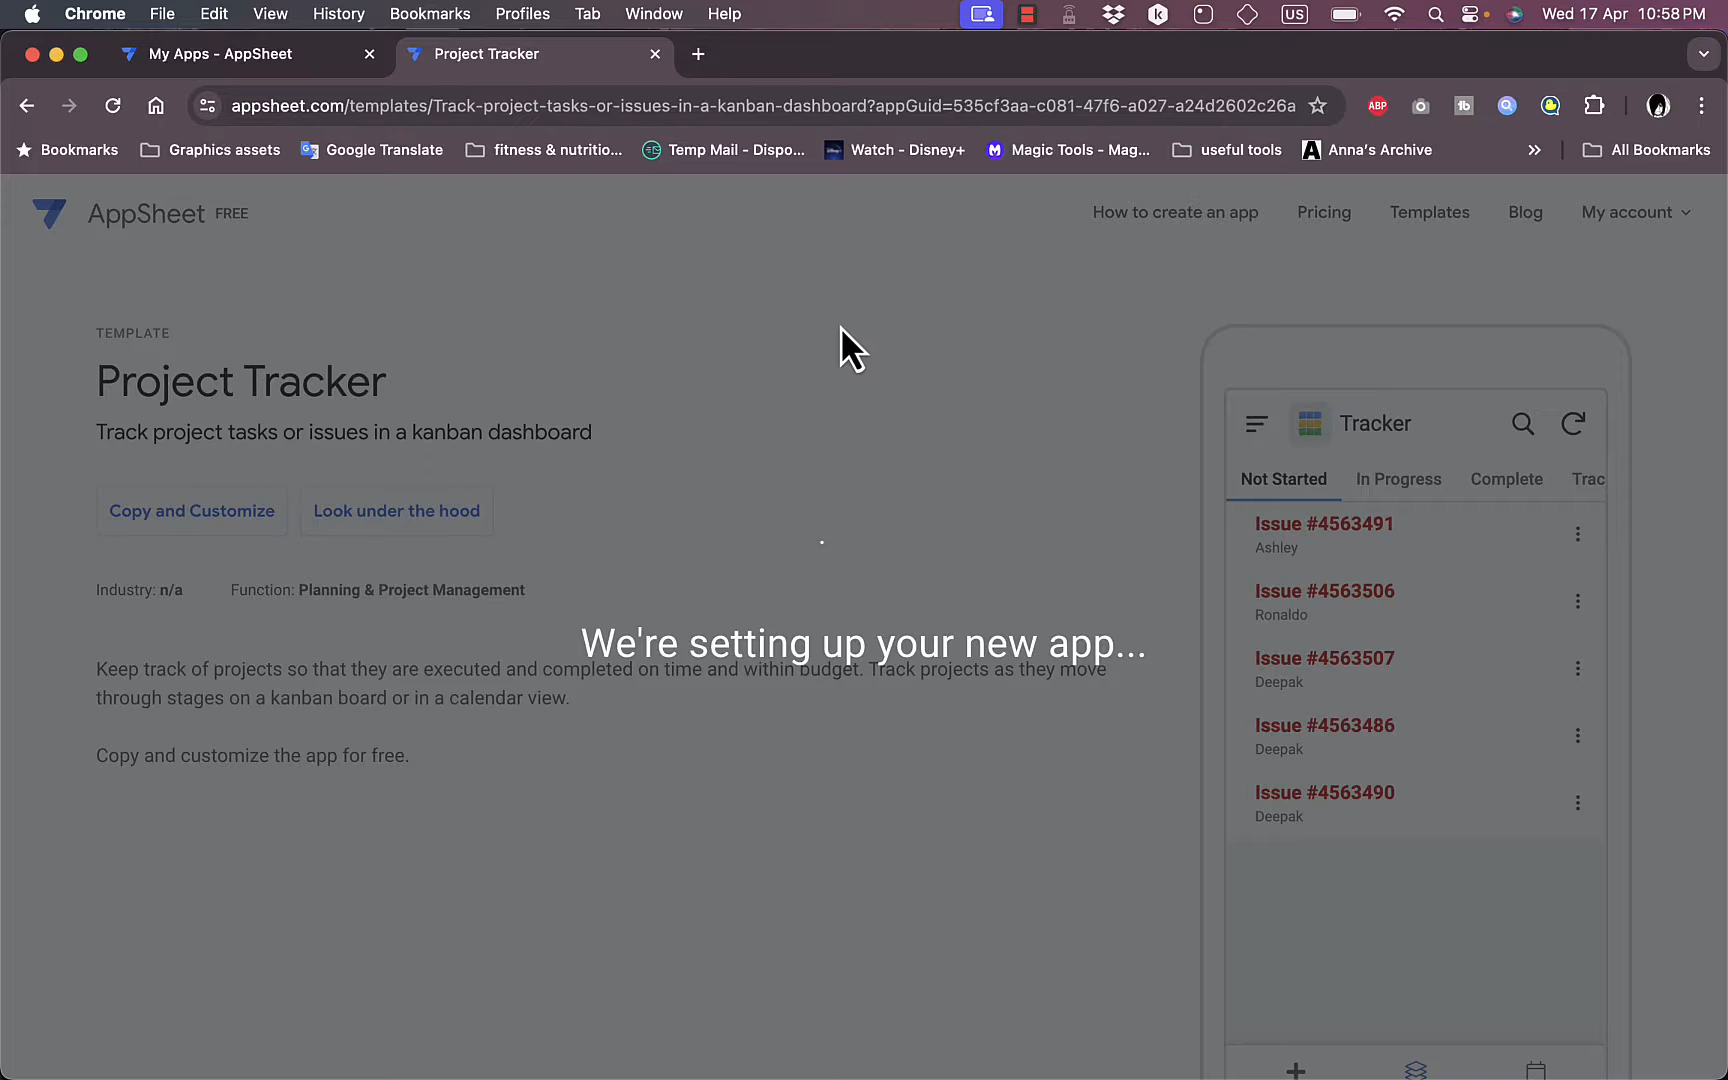 Chrome File Edit View History Bookmarks Profiles Tab Window Help US Wed 17 Apr 10:58 PM
My Apps - AppSheet Project Tracker
appsheet.com/templates/Track-project-tasks-or-issues-in-a-kanban-dashboard?appGuid=535cf3aa-c081-47f6-a027-a24d2602c26a ABP
Bookmarks Graphics assets Google Translate fitness & nutritio... Temp Mail - Dispo... Watch - Disney+ Magic Tools - Mag... useful tools Anna's Archive All Bookmarks
AppSheet FREE How to create an app Pricing Templates Blog My account
TEMPLATE
Project Tracker
Track project tasks or issues in a kanban dashboard
Copy and Customize Look under the hood
Industry: n/a Function: Planning & Project Management
We're setting up your new app...
Keep track of projects so that they are executed and completed on time and within budget. Track projects as they move
through stages on a kanban board or in a calendar view.
Copy and customize the app for free.
Tracker
Not Started In Progress Complete Trac
Issue #4563491
Ashley
Issue #4563506
Ronaldo
Issue #4563507
Deepak
Issue #4563486
Deepak
Issue #4563490
Deepak